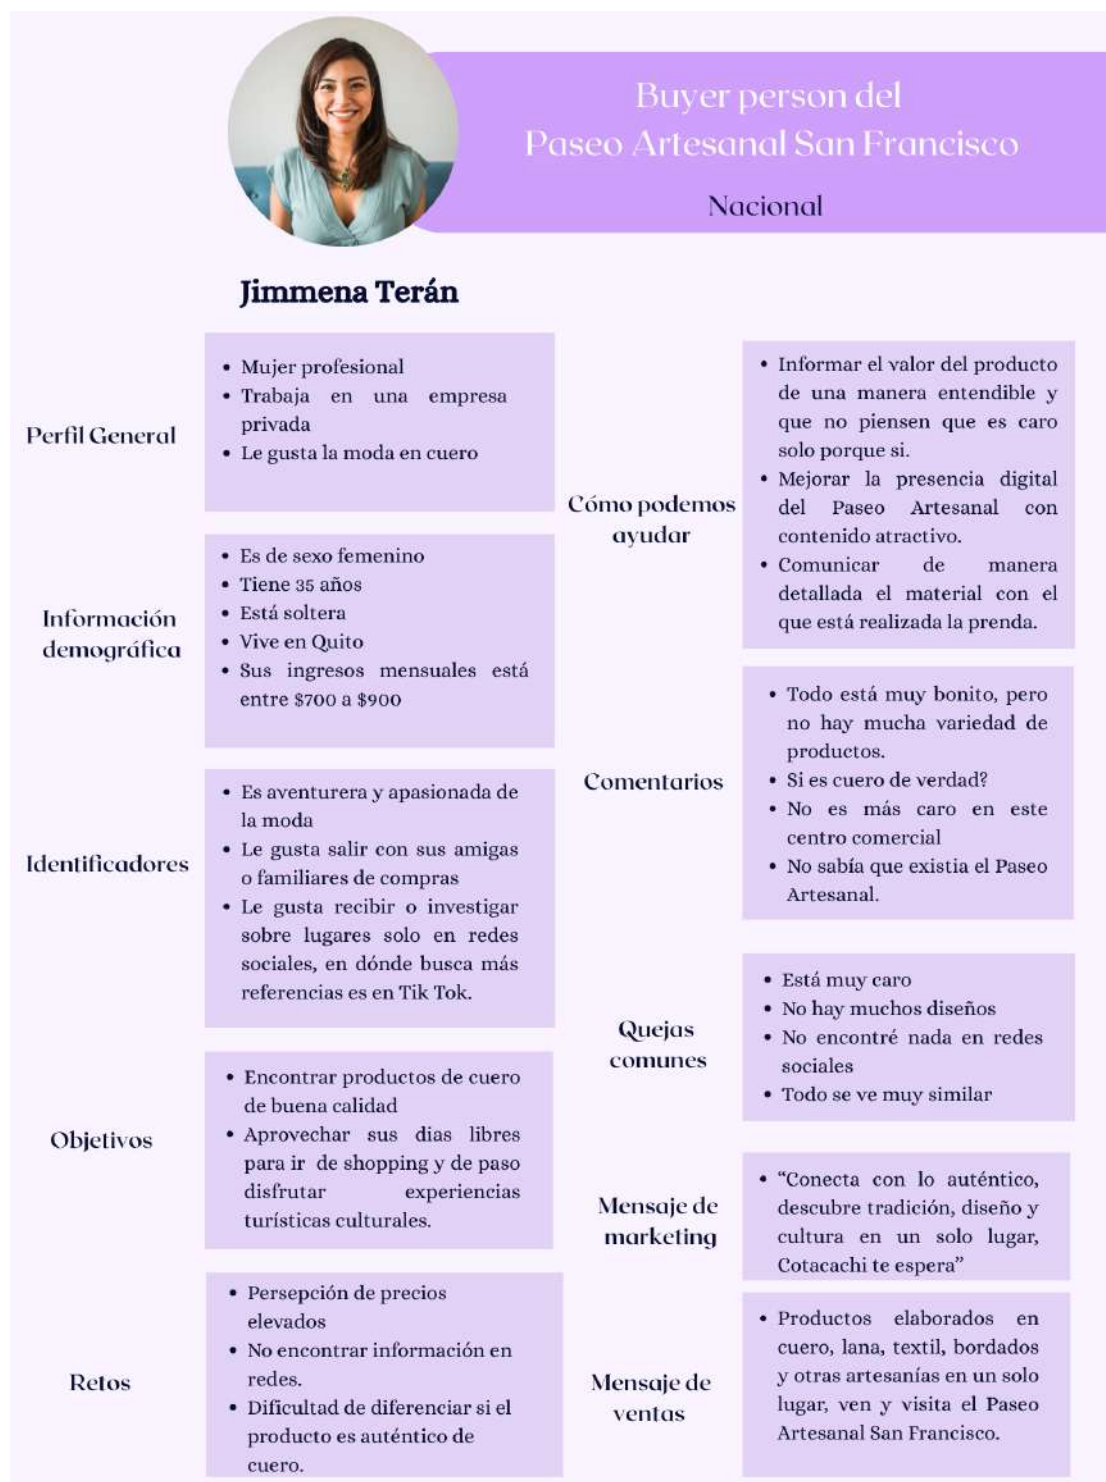 Buyer person del
Paseo Artesanal San Francisco
Nacional
Jimmena Terán
Perfil General
• Mujer profesional
• Trabaja en una empresa
privada
• Le gusta la moda en cuero
Información
demográfica
• Es de sexo femenino
• Tiene 35 años
• Está soltera
• Vive en Quito
• Sus ingresos mensuales está
entre $700 a $900
Identificadores
• Es aventurera y apasionada de
la moda
• Le gusta salir con sus amigas
o familiares de compras
• Le gusta recibir o investigar
sobre lugares solo en redes
sociales, en dónde busca más
referencias es en Tik Tok.
Objetivos
• Encontrar productos de cuero
de buena calidad
• Aprovechar sus dias libres
para ir de shopping y de paso
disfrutar experiencias
turísticas culturales.
Retos
• Persepción de precios
elevados
• No encontrar información en
redes.
• Dificultad de diferenciar si el
producto es auténtico de
cuero.
Cómo podemos
ayudar
• Informar el valor del producto
de una manera entendible y
que no piensen que es caro
solo porque si.
• Mejorar la presencia digital
del Paseo Artesanal con
contenido atractivo.
• Comunicar de manera
detallada el material con el
que está realizada la prenda.
Comentarios
• Todo está muy bonito, pero
no hay mucha variedad de
productos.
• Si es cuero de verdad?
• No es más caro en este
centro comercial
• No sabía que existia el Paseo
Artesanal.
Quejas
comunes
• Está muy caro
• No hay muchos diseños
• No encontré nada en redes
sociales
• Todo se ve muy similar
Mensaje de
marketing
• “Conecta con lo auténtico,
descubre tradición, diseño y
cultura en un solo lugar,
Cotacachi te espera”
Mensaje de
ventas
• Productos elaborados en
cuero, lana, textil, bordados
y otras artesanías en un solo
lugar, ven y visita el Paseo
Artesanal San Francisco.